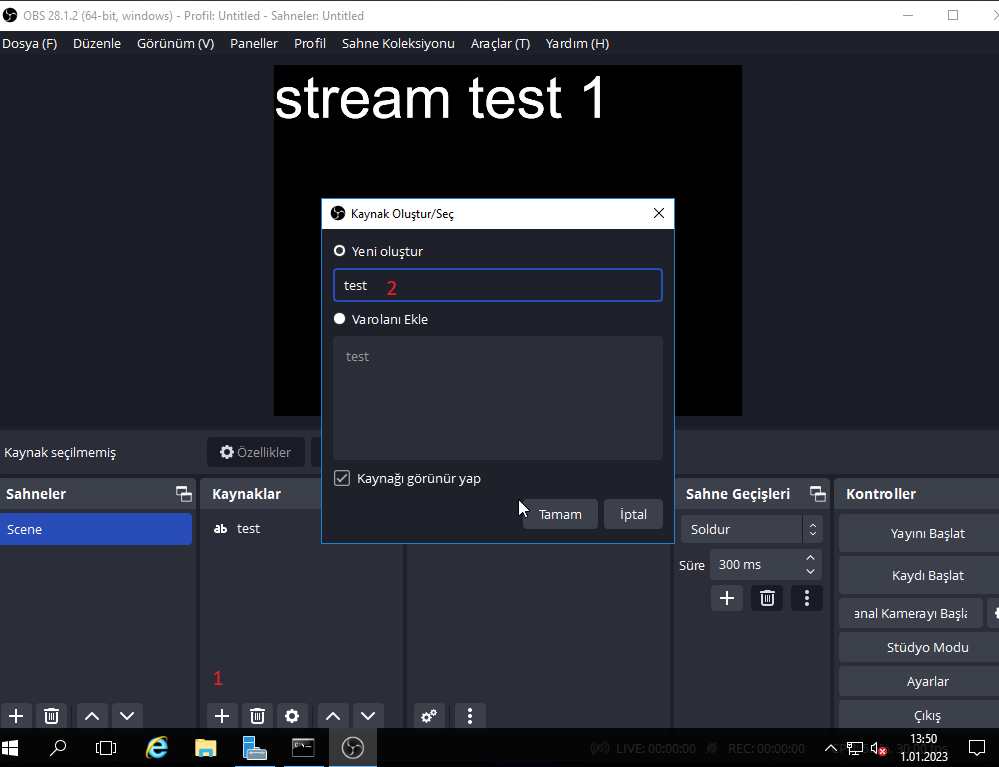 OBS 28.1.2 (64-bit, windows) - Profil: Untitled - Sahneler: Untitled
Dosya (F) Düzenle Görünüm (V) Paneller Profil Sahne Koleksiyonu Araçlar (T) Yardım (H)
stream test 1
Kaynak Oluştur/Seç
Yeni oluştur
test 2
Varolanı Ekle
test
Kaynağı görünür yap
Tamam İptal
Kaynak seçilmemiş
Özellikler
Sahneler
Scene
Kaynaklar
ab test
1
Sahne Geçişleri
Soldur
Süre 300 ms
Kontroller
Yayını Başlat
Kaydı Başlat
anal Kamerayı Başla
Stüdyo Modu
Ayarlar
Çıkış
LIVE: 00:00:00 REC: 00:00:00
13:50
1.01.2023